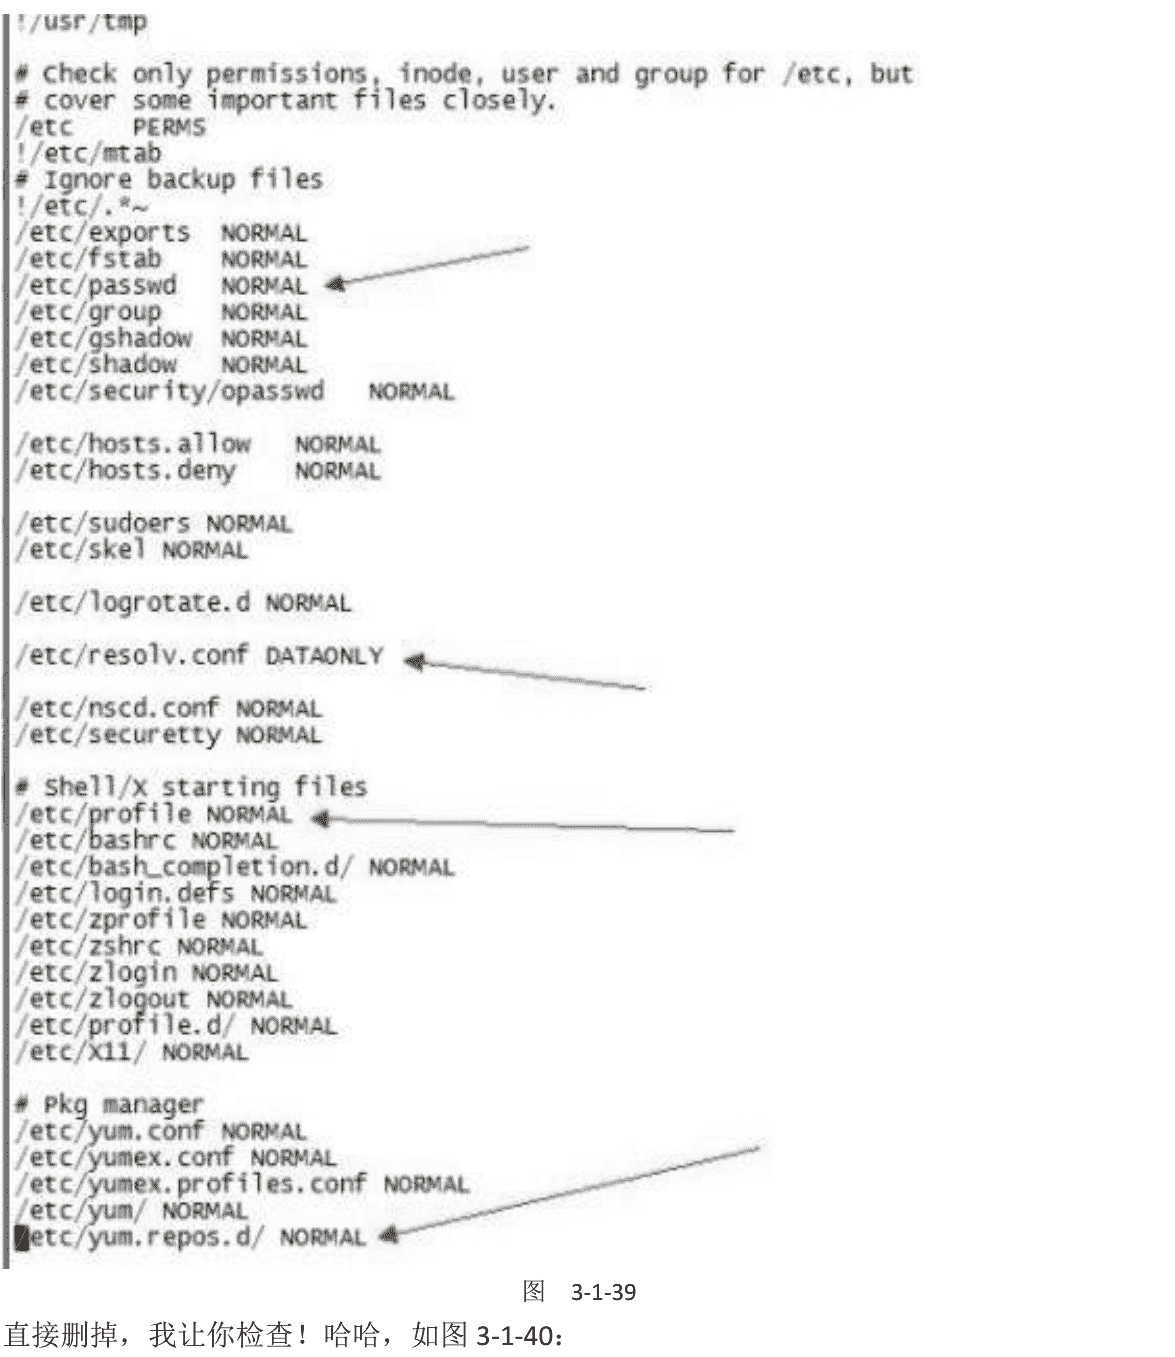 !/usr/tmp
# Check only permissions, inode, user and group for /etc, but
# cover some important files closely.
/etc    PERMS
!/etc/mtab
# Ignore backup files
!/etc/.*~
/etc/exports  NORMAL
/etc/fstab    NORMAL
/etc/passwd   NORMAL
/etc/group    NORMAL
/etc/gshadow  NORMAL
/etc/shadow   NORMAL
/etc/security/opasswd   NORMAL
/etc/hosts.allow   NORMAL
/etc/hosts.deny    NORMAL
/etc/sudoers NORMAL
/etc/skel NORMAL
/etc/logrotate.d NORMAL
/etc/resolv.conf DATAONLY
/etc/nscd.conf NORMAL
/etc/securetty NORMAL
# Shell/X starting files
/etc/profile NORMAL
/etc/bashrc NORMAL
/etc/bash_completion.d/ NORMAL
/etc/login.defs NORMAL
/etc/zprofile NORMAL
/etc/zshrc NORMAL
/etc/zlogin NORMAL
/etc/zlogout NORMAL
/etc/profile.d/ NORMAL
/etc/X11/ NORMAL
# Pkg manager
/etc/yum.conf NORMAL
/etc/yumex.conf NORMAL
/etc/yumex.profiles.conf NORMAL
/etc/yum/ NORMAL
/etc/yum.repos.d/ NORMAL
图 3-1-39
直接删掉，我让你检查！哈哈，如图 3-1-40：